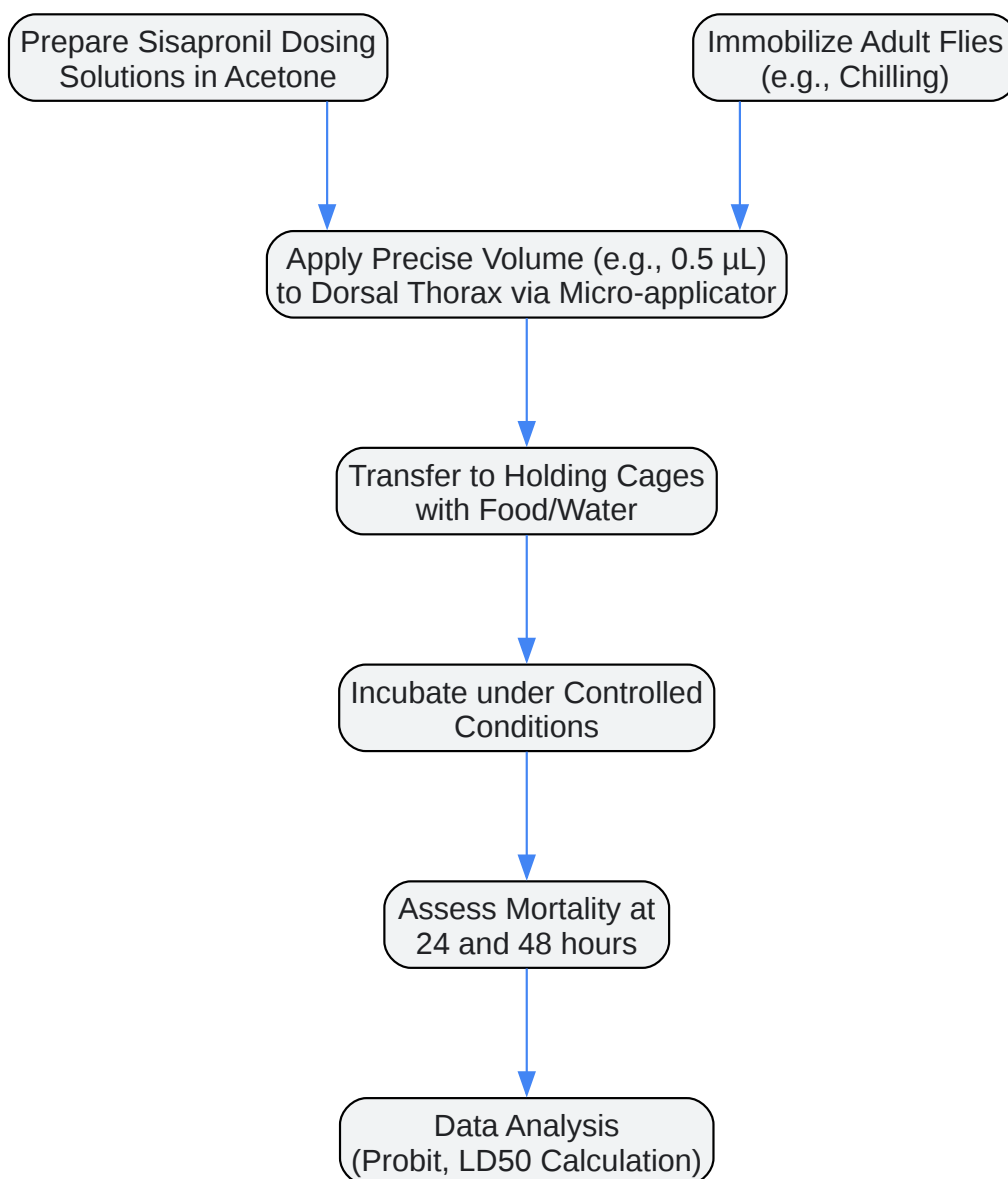 Prepare Sisapronil Dosing
Solutions in Acetone
Immobilize Adult Flies
(e.g., Chilling)
Apply Precise Volume (e.g., 0.5 µL)
to Dorsal Thorax via Micro-applicator
Transfer to Holding Cages
with Food/Water
Incubate under Controlled
Conditions
Assess Mortality at
24 and 48 hours
Data Analysis
(Probit, LD50 Calculation)